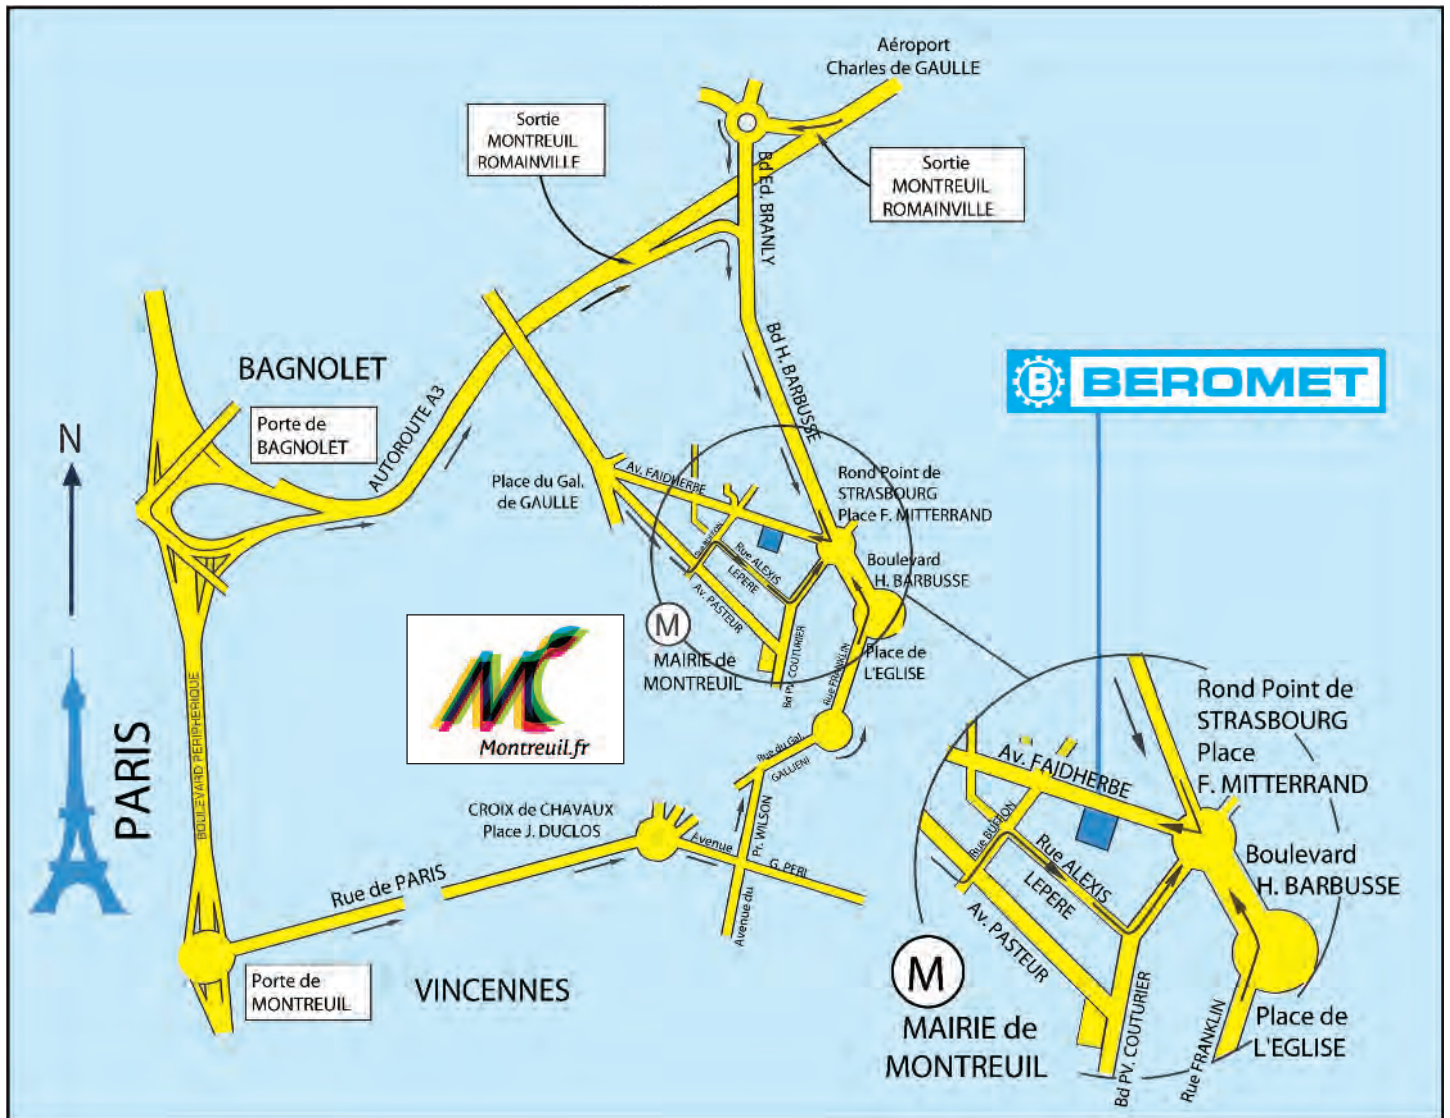 Aéroport
Charles de GAULLE
Sortie
MONTREUIL
ROMAINVILLE
Sortie
MONTREUIL
ROMAINVILLE
Bd Ed. BRANLY
Bd H. BARBUSSE
BAGNOLET
Porte de
BAGNOLET
AUTOROUTE A3
B BEROMET
N
Place du Gal.
de GAULLE
Av. FAIDHERBE
Rond Point de
STRASBOURG
Place F. MITTERRAND
Rue BUFFON
Rue ALEXIS
LEPERE
Boulevard
H. BARBUSSE
Av. PASTEUR
M
MAIRIE de
MONTREUIL
Bd PV. COUTURIER
Rue FRANKLIN
Place de
L'EGLISE
Montreuil.fr
PARIS
BOULEVARD PERIPHERIQUE
Rue du Gal.
GALLIENI
CROIX de CHAVAUX
Place J. DUCLOS
Avenue
G. PERI
Avenue du
Pt. WILSON
Rue de PARIS
Porte de
MONTREUIL
VINCENNES
Rond Point de
STRASBOURG
Place
F. MITTERRAND
Av. FAIDHERBE
Rue BUFFON
Rue ALEXIS
LEPERE
Boulevard
H. BARBUSSE
Av. PASTEUR
M
MAIRIE de
MONTREUIL
Bd PV. COUTURIER
Rue FRANKLIN
Place de
L'EGLISE